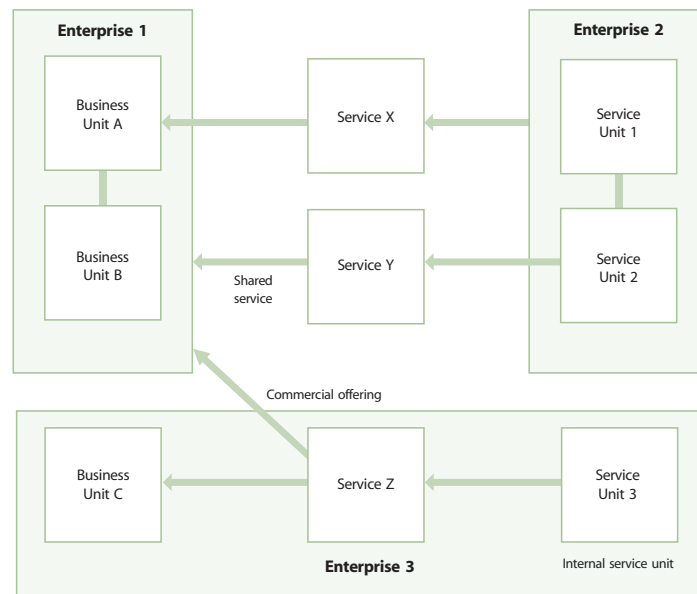 Enterprise 1
Enterprise 2
Business
Unit A
Service X
Service
Unit 1
Business
Unit B
Service Y
Service
Unit 2
Shared
service
Commercial offering
Business
Unit C
Service Z
Service
Unit 3
Enterprise 3
Internal service unit